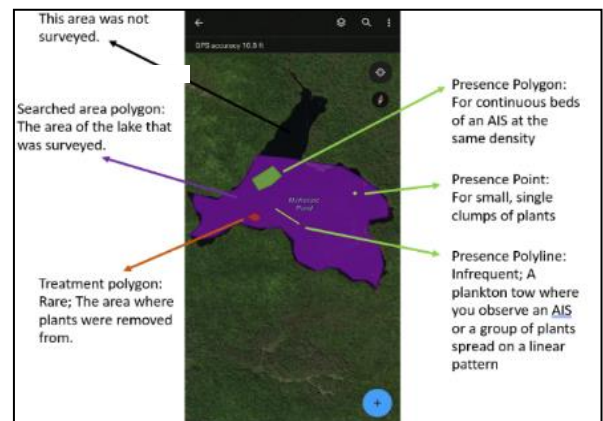 This area was not
surveyed.
GPS accuracy 10.8 ft
Searched area polygon:
The area of the lake that
was surveyed.
Treatment polygon:
Rare; The area where
plants were removed
from.
McKenzie
Pond
Presence Polygon:
For continuous beds
of an AIS at the
same density
Presence Point:
For small, single
clumps of plants
Presence Polyline:
Infrequent; A
plankton tow where
you observe an AIS
or a group of plants
spread on a linear
pattern